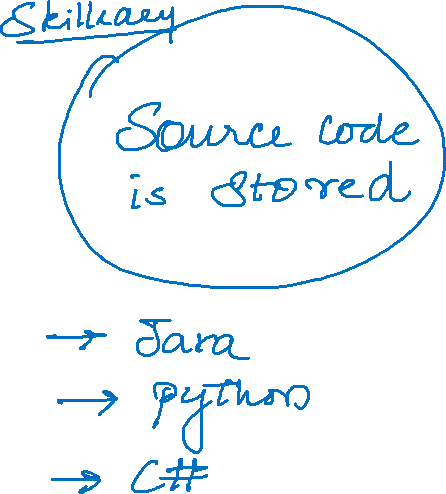 Skillrary
Source code
is stored
→ Java
→ Python
→ C#